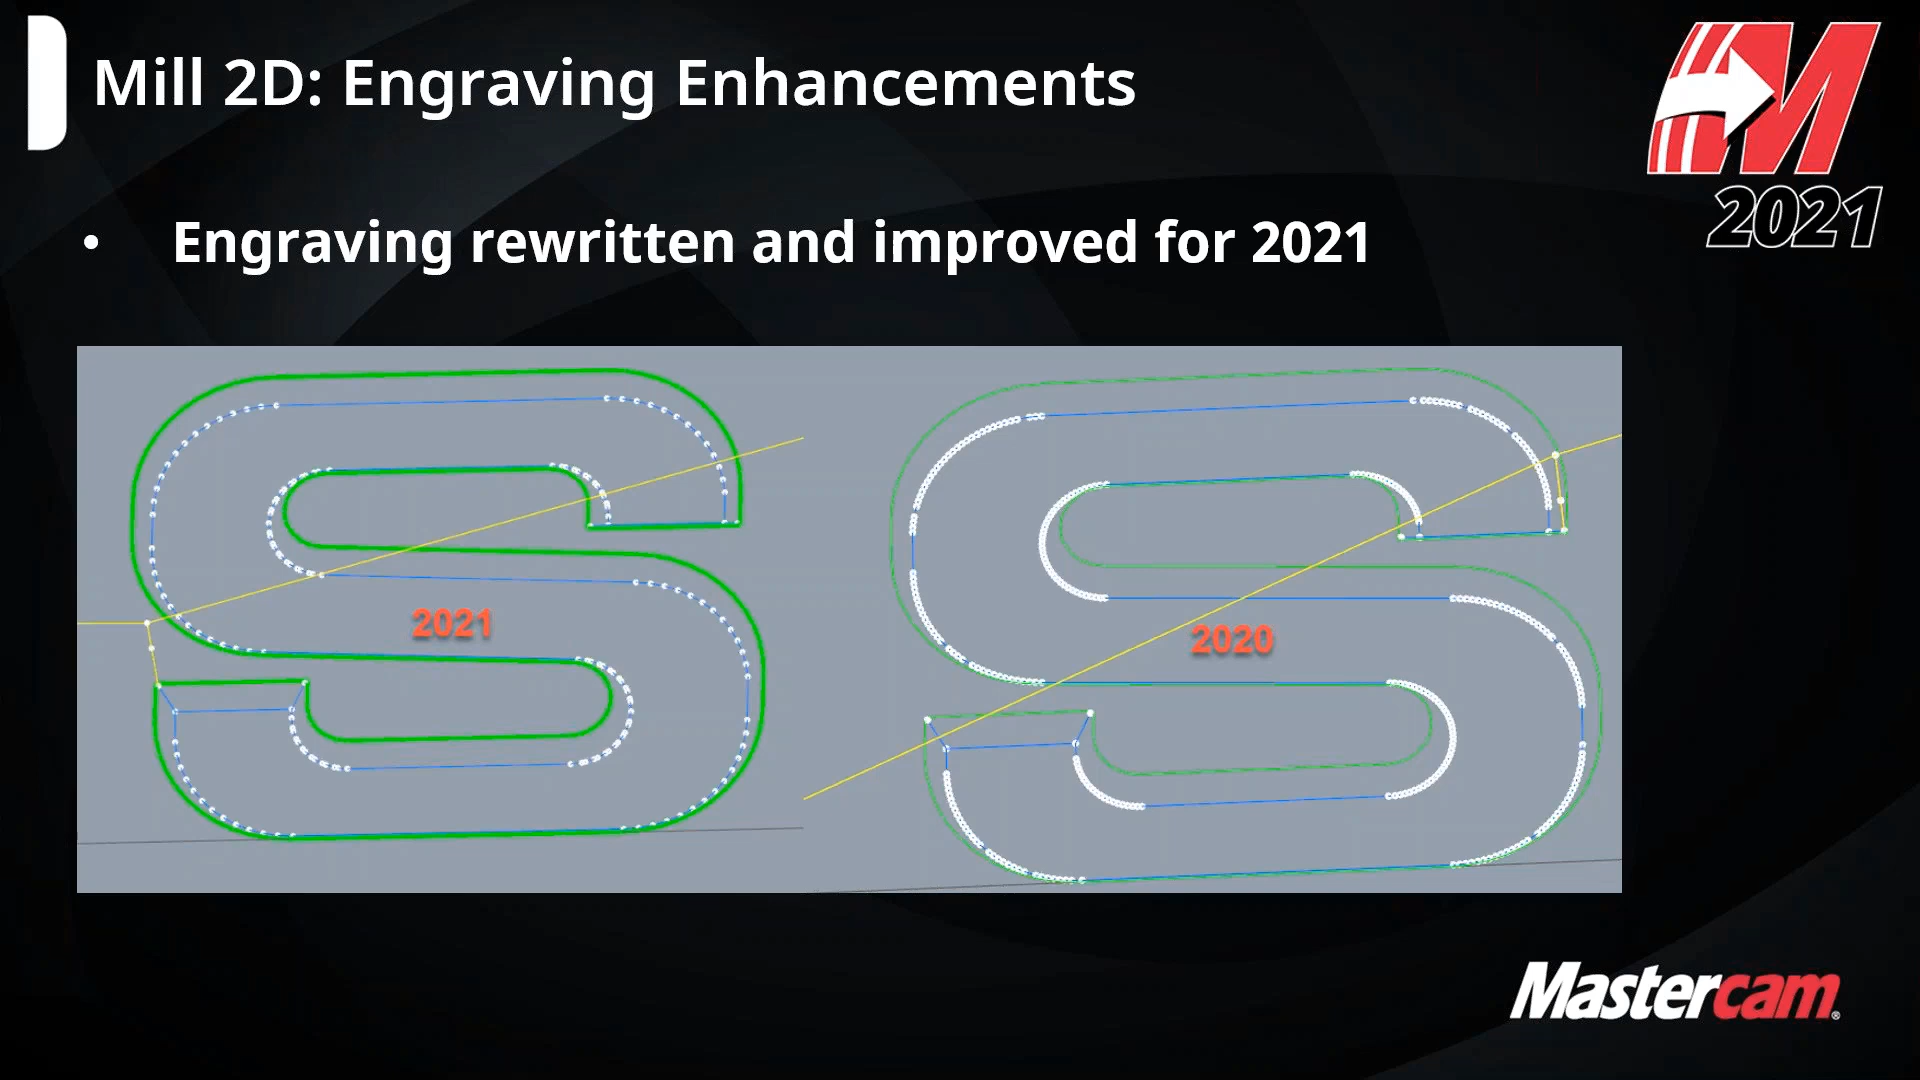 Mill 2D: Engraving Enhancements
M
2021
• Engraving rewritten and improved for 2021
2021
2020
Mastercam®